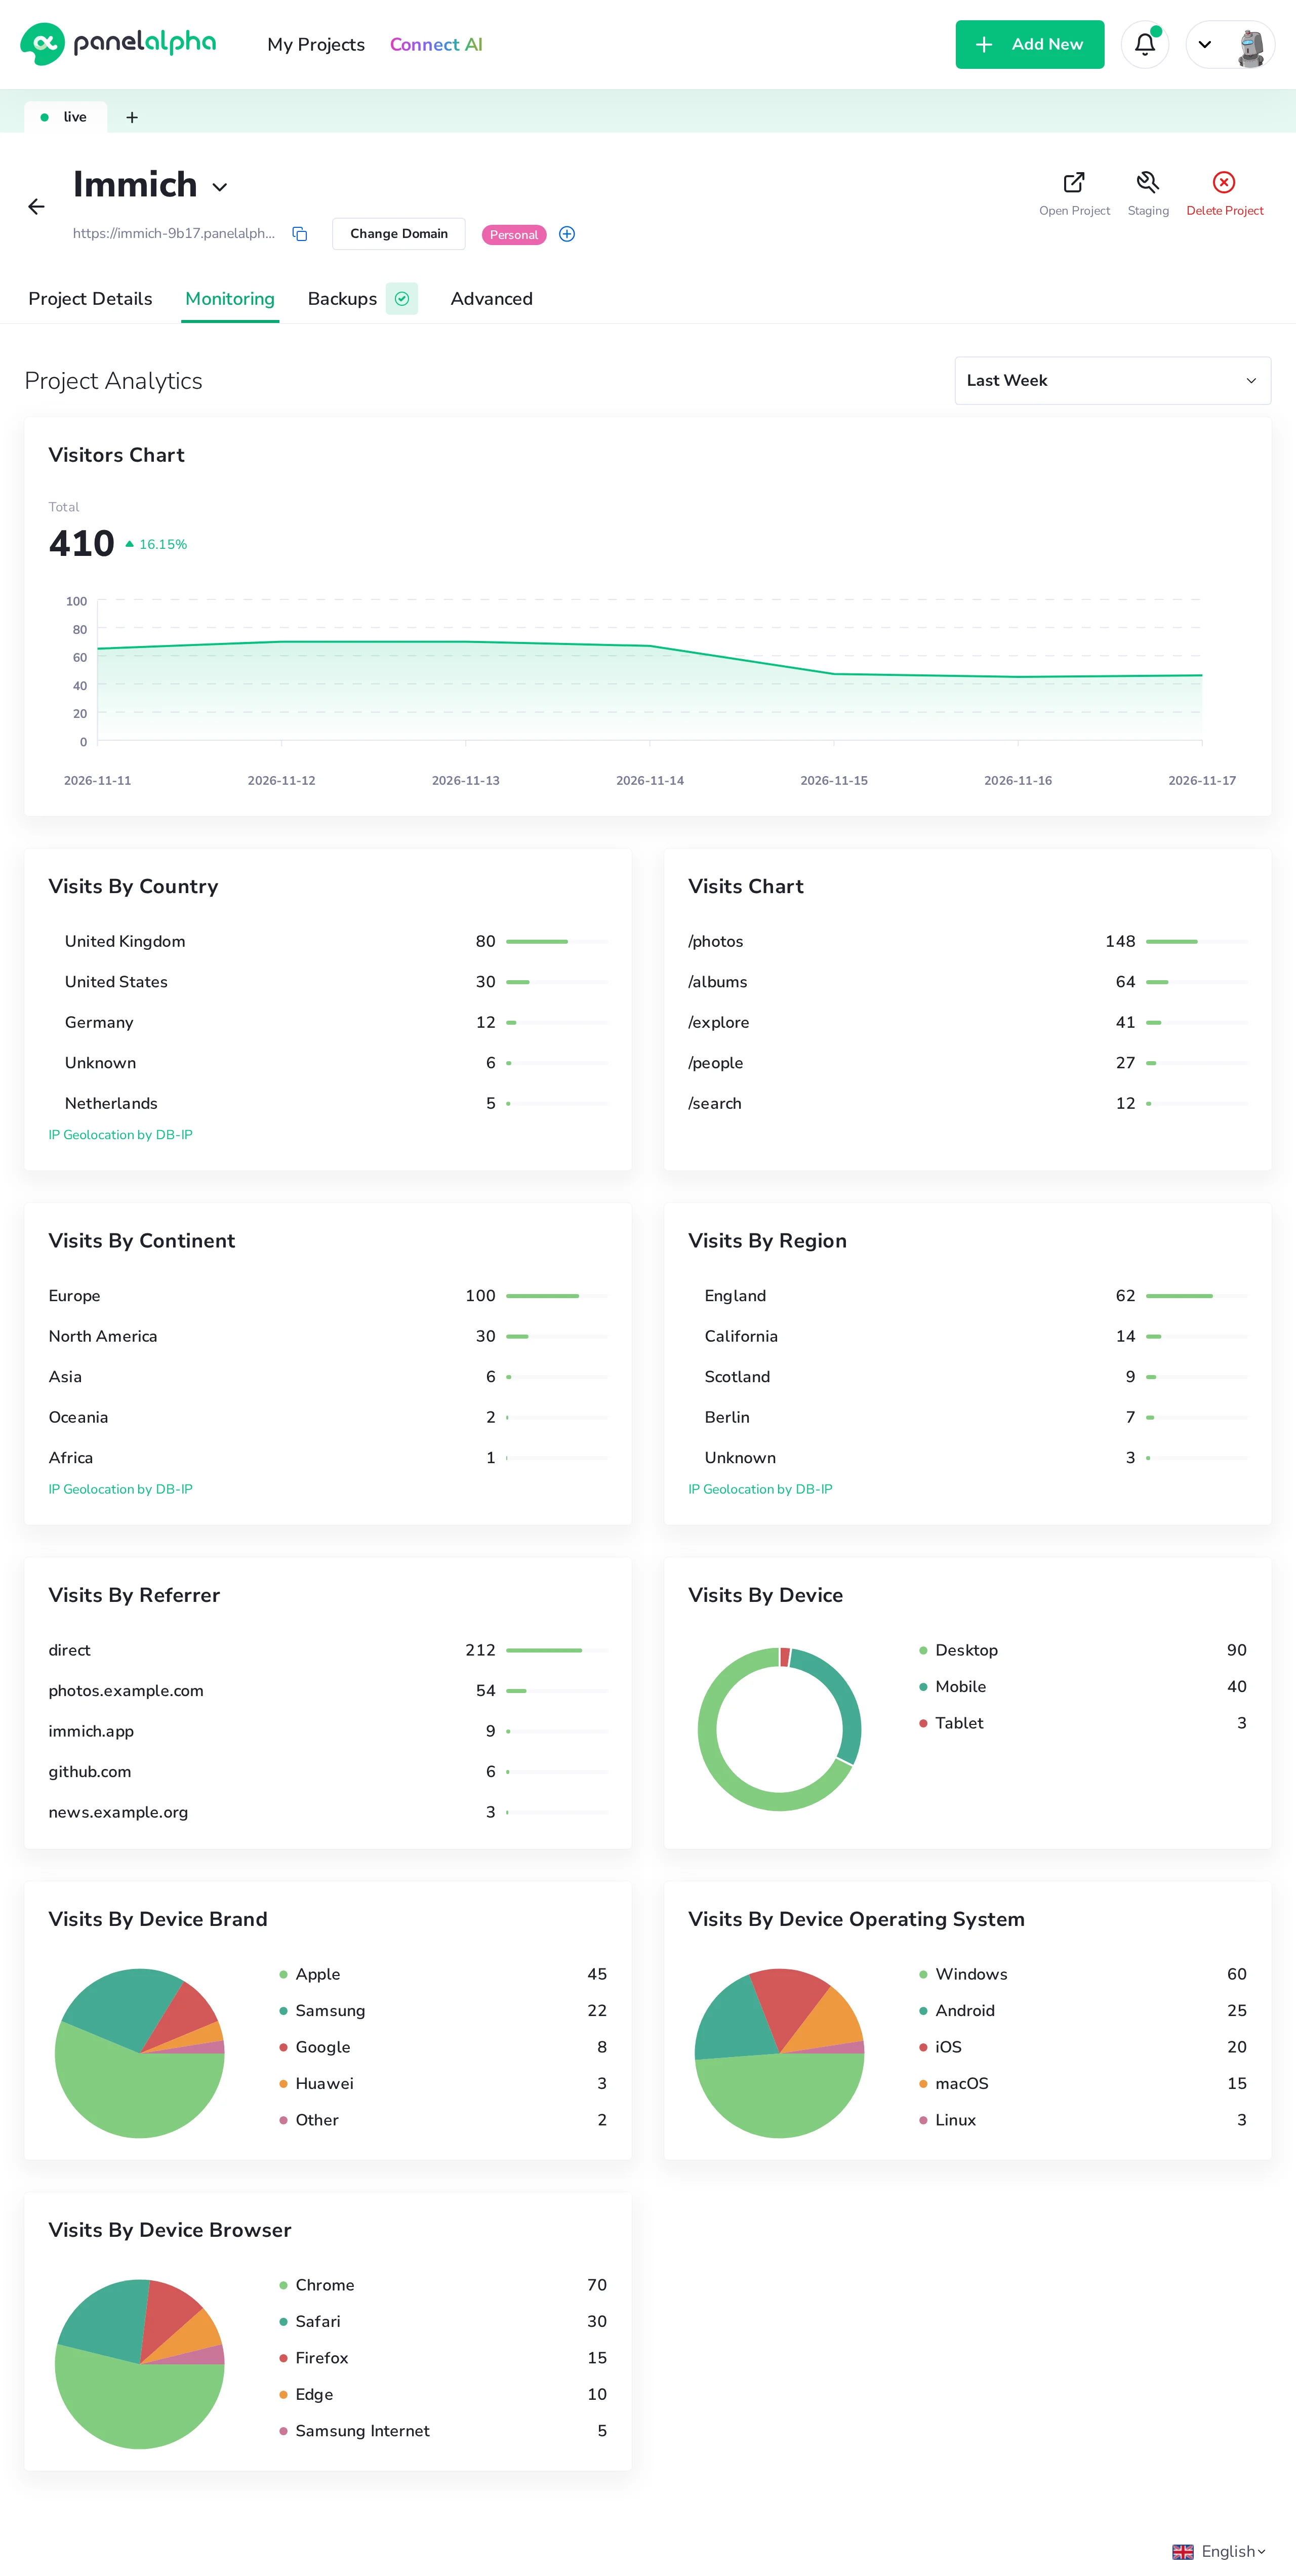 panelalpha
My Projects
Connect AI
Add New
live
Immich
https://immich-9b17.panelalph...
Change Domain
Personal
Open Project
Staging
Delete Project
Project Details
Monitoring
Backups
Advanced
Project Analytics
Last Week
Visitors Chart
Total
410 16.15%
100
80
60
40
20
0
2026-11-11 2026-11-12 2026-11-13 2026-11-14 2026-11-15 2026-11-16 2026-11-17
Visits By Country
United Kingdom 80
United States 30
Germany 12
Unknown 6
Netherlands 5
IP Geolocation by DB-IP
Visits Chart
/photos 148
/albums 64
/explore 41
/people 27
/search 12
Visits By Continent
Europe 100
North America 30
Asia 6
Oceania 2
Africa 1
IP Geolocation by DB-IP
Visits By Region
England 62
California 14
Scotland 9
Berlin 7
Unknown 3
IP Geolocation by DB-IP
Visits By Referrer
direct 212
photos.example.com 54
immich.app 9
github.com 6
news.example.org 3
Visits By Device
Desktop 90
Mobile 40
Tablet 3
Visits By Device Brand
Apple 45
Samsung 22
Google 8
Huawei 3
Other 2
Visits By Device Operating System
Windows 60
Android 25
iOS 20
macOS 15
Linux 3
Visits By Device Browser
Chrome 70
Safari 30
Firefox 15
Edge 10
Samsung Internet 5
English